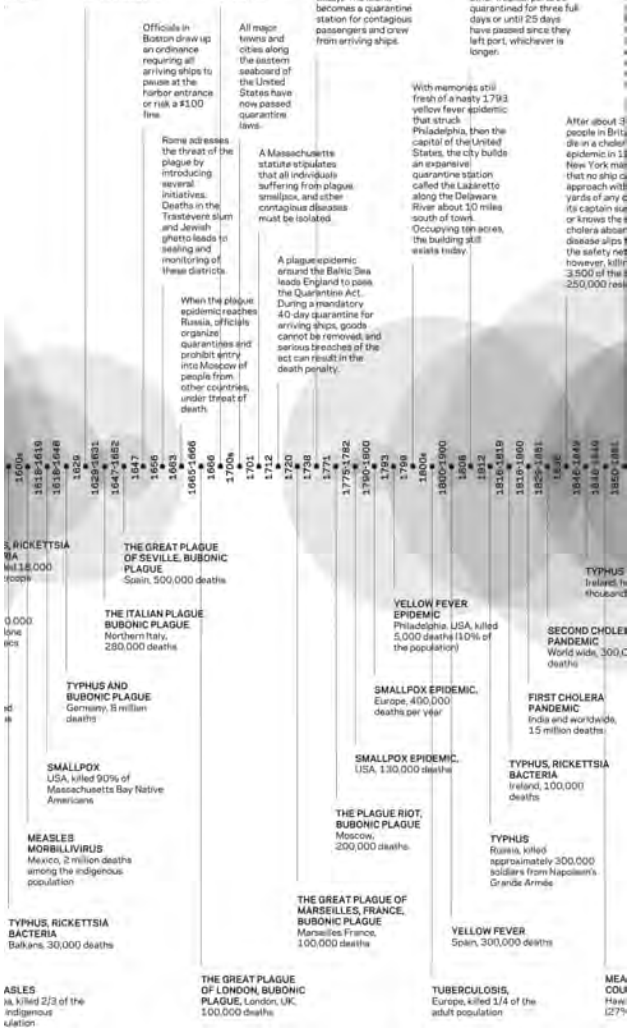 becomes a quarantine
station for contagious
passengers and crew
from arriving ships.
quarantined for three full
days or until 25 days
have passed since they
left port, whichever is
longer.
Officials in
Boston draw up
an ordinance
requiring all
arriving ships to
pause at the
harbor entrance
or risk a $100
fine.
All major
towns and
cities along
the eastern
seaboard of
the United
States have
now passed
quarantine
laws.
Rome adresses
the threat of the
plague by
introducing
several
initiatives.
Deaths in the
Trastevere slum
and Jewish
ghetto leads to
sealing and
monitoring of
these districts.
A Massachusetts
statute stipulates
that all individuals
suffering from plague,
smallpox, and other
contagious diseases
must be isolated.
With memories still
fresh of a nasty 1793
yellow fever epidemic
that struck
Philadelphia, then the
capital of the United
States, the city builds
an expansive
quarantine station
called the Lazaretto
along the Delaware
River about 10 miles
south of town.
Occupying ten acres,
the building still
exists today.
After about 3
people in Brit
die in a choler
epidemic in
New York
that no ship
approach with
yards of any
its captain
or knows the
cholera aboar
disease slips
the safety net
however, killin
3,500 of the
250,000 resi
When the plague
epidemic reaches
Russia, officials
organize
quarantines and
prohibit entry
into Moscow of
people from
other countries,
under threat of
death.
A plague epidemic
around the Baltic Sea
leads England to pass
the Quarantine Act.
During a mandatory
40-day quarantine for
arriving ships, goods
cannot be removed, and
serious breaches of the
act can result in the
death penalty.
1600s
1618-1619
1618-1648
1629
1629-1631
1647-1652
1647
1656
1663
1665-1666
1666
1700s
1701
1712
1720
1738
1771
1775-1782
1790-1800
1793
1799
1800s
1800-1900
1808
1812
1816-1819
1816-1860
1829-1851
1846-1849
1848-1849
1850-1861
S, RICKETTSIA
18,000
THE GREAT PLAGUE
OF SEVILLE, BUBONIC
PLAGUE
Spain, 500,000 deaths
THE ITALIAN PLAGUE
BUBONIC PLAGUE
Northern Italy,
280,000 deaths
TYPHUS AND
BUBONIC PLAGUE
Germany, 8 million
deaths
SMALLPOX
USA, killed 90% of
Massachusetts Bay Native
Americans
MEASLES
MORBILLIVIRUS
Mexico, 2 million deaths
among the indigenous
population
TYPHUS, RICKETTSIA
BACTERIA
Balkans, 30,000 deaths
ASLES
killed 2/3 of the
indigenous
ulation
THE GREAT PLAGUE
OF LONDON, BUBONIC
PLAGUE, London, UK,
100,000 deaths
THE GREAT PLAGUE OF
MARSEILLES, FRANCE,
BUBONIC PLAGUE
Marseilles France,
100,000 deaths
THE PLAGUE RIOT,
BUBONIC PLAGUE
Moscow,
200,000 deaths
SMALLPOX EPIDEMIC,
USA, 130,000 deaths
SMALLPOX EPIDEMIC,
Europe, 400,000
deaths per year
YELLOW FEVER
EPIDEMIC
Philadelphia, USA, killed
5,000 deaths (10% of
the population)
TUBERCULOSIS,
Europe, killed 1/4 of the
adult population
YELLOW FEVER
Spain, 300,000 deaths
TYPHUS
Russia, killed
approximately 300,000
soldiers from Napoleon's
Grande Armée
TYPHUS, RICKETTSIA
BACTERIA
Ireland, 100,000
deaths
FIRST CHOLERA
PANDEMIC
India and worldwide,
15 million deaths
SECOND CHOLE
PANDEMIC
World wide, 300,0
deaths
TYPHUS
Ireland,
thousand
MEA
COU
Haw
(27%